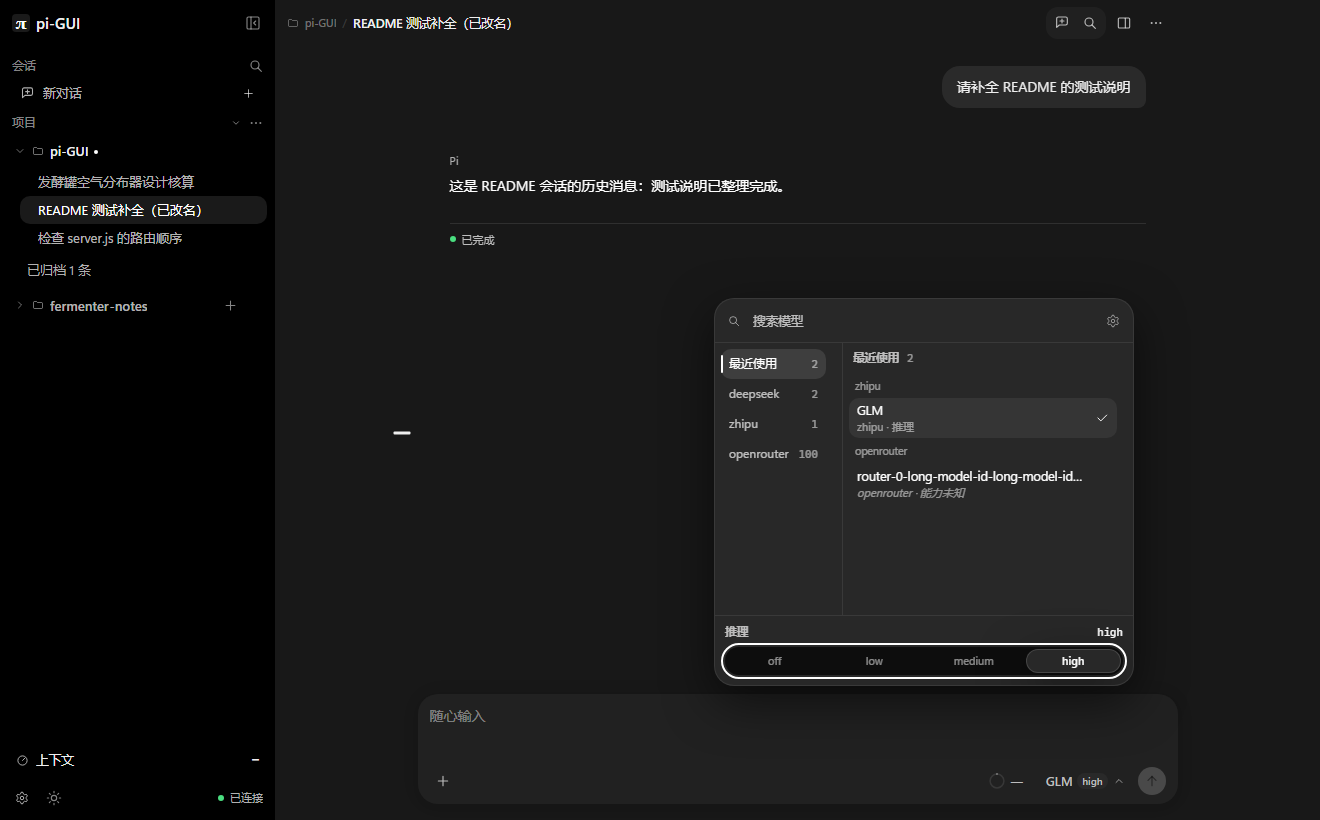 π pi-GUI
会话
新对话
项目
pi-GUI
发酵罐空气分布器设计核算
README 测试补全（已改名）
检查 server.js 的路由顺序
已归档 1 条
fermenter-notes
上下文
已连接
pi-GUI / README 测试补全（已改名）
请补全 README 的测试说明
Pi
这是 README 会话的历史消息：测试说明已整理完成。
已完成
搜索模型
最近使用 2
deepseek 2
zhipu 1
openrouter 100
最近使用 2
zhipu
GLM
zhipu · 推理
openrouter
router-0-long-model-id-long-model-id...
openrouter · 能力未知
推理 high
off low medium high
随心输入
— GLM high